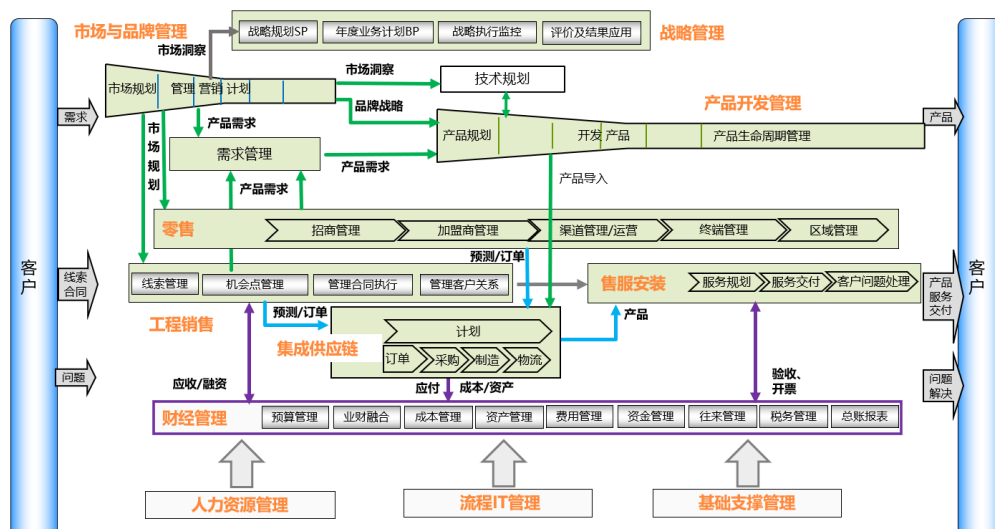 市场与品牌管理
战略规划SP
年度业务计划BP
战略执行监控
评价及结果应用
战略管理
市场洞察
市场规划
管理 营销 计划
市场洞察
技术规划
品牌战略
产品开发管理
需求
产品
产品需求
产品规划
开发 产品
产品生命周期管理
市场规划
需求管理
产品需求
产品需求
产品导入
零售
招商管理
加盟商管理
渠道管理/运营
终端管理
区域管理
客户
客户
预测/订单
线索
合同
线索管理
机会点管理
管理合同执行
管理客户关系
售服安装
服务规划
服务交付
客户问题处理
产品
服务
交付
工程销售
预测/订单
产品
集成供应链
计划
订单
采购
制造
物流
问题
问题
解决
应收/融资
应付
成本/资产
验收、
开票
财经管理
预算管理
业财融合
成本管理
资产管理
费用管理
资金管理
往来管理
税务管理
总账报表
人力资源管理
流程IT管理
基础支撑管理